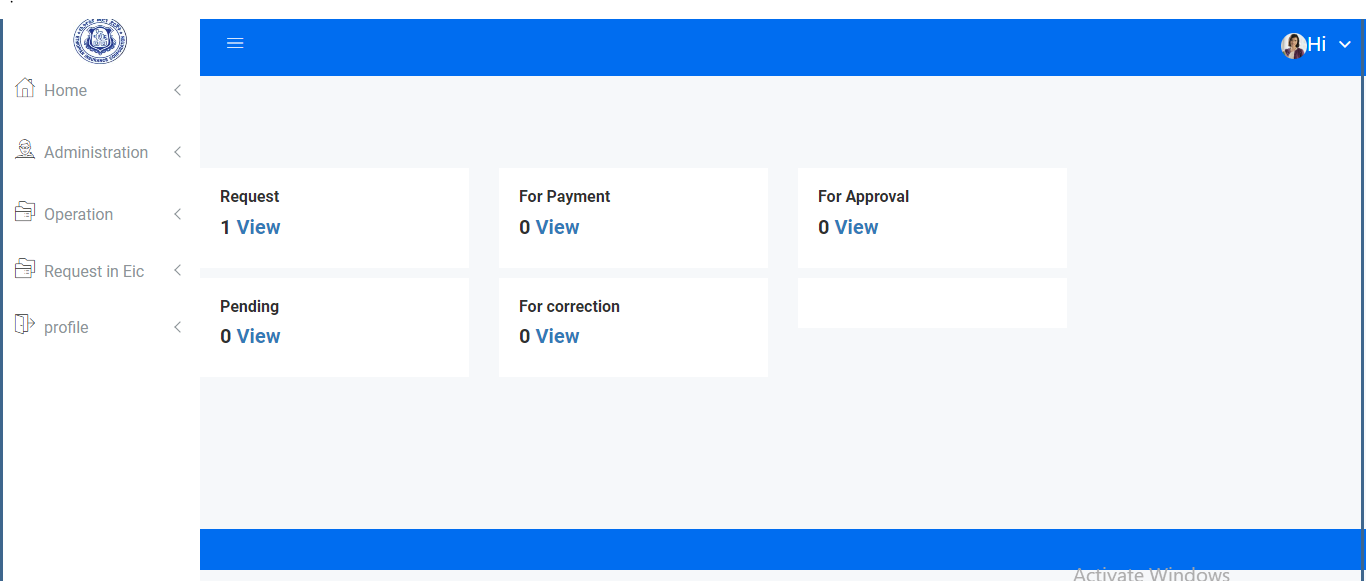 Hi
Home
Administration
Operation
Request in Eic
profile
Request
1 View
For Payment
0 View
For Approval
0 View
Pending
0 View
For correction
0 View
Activate Windows